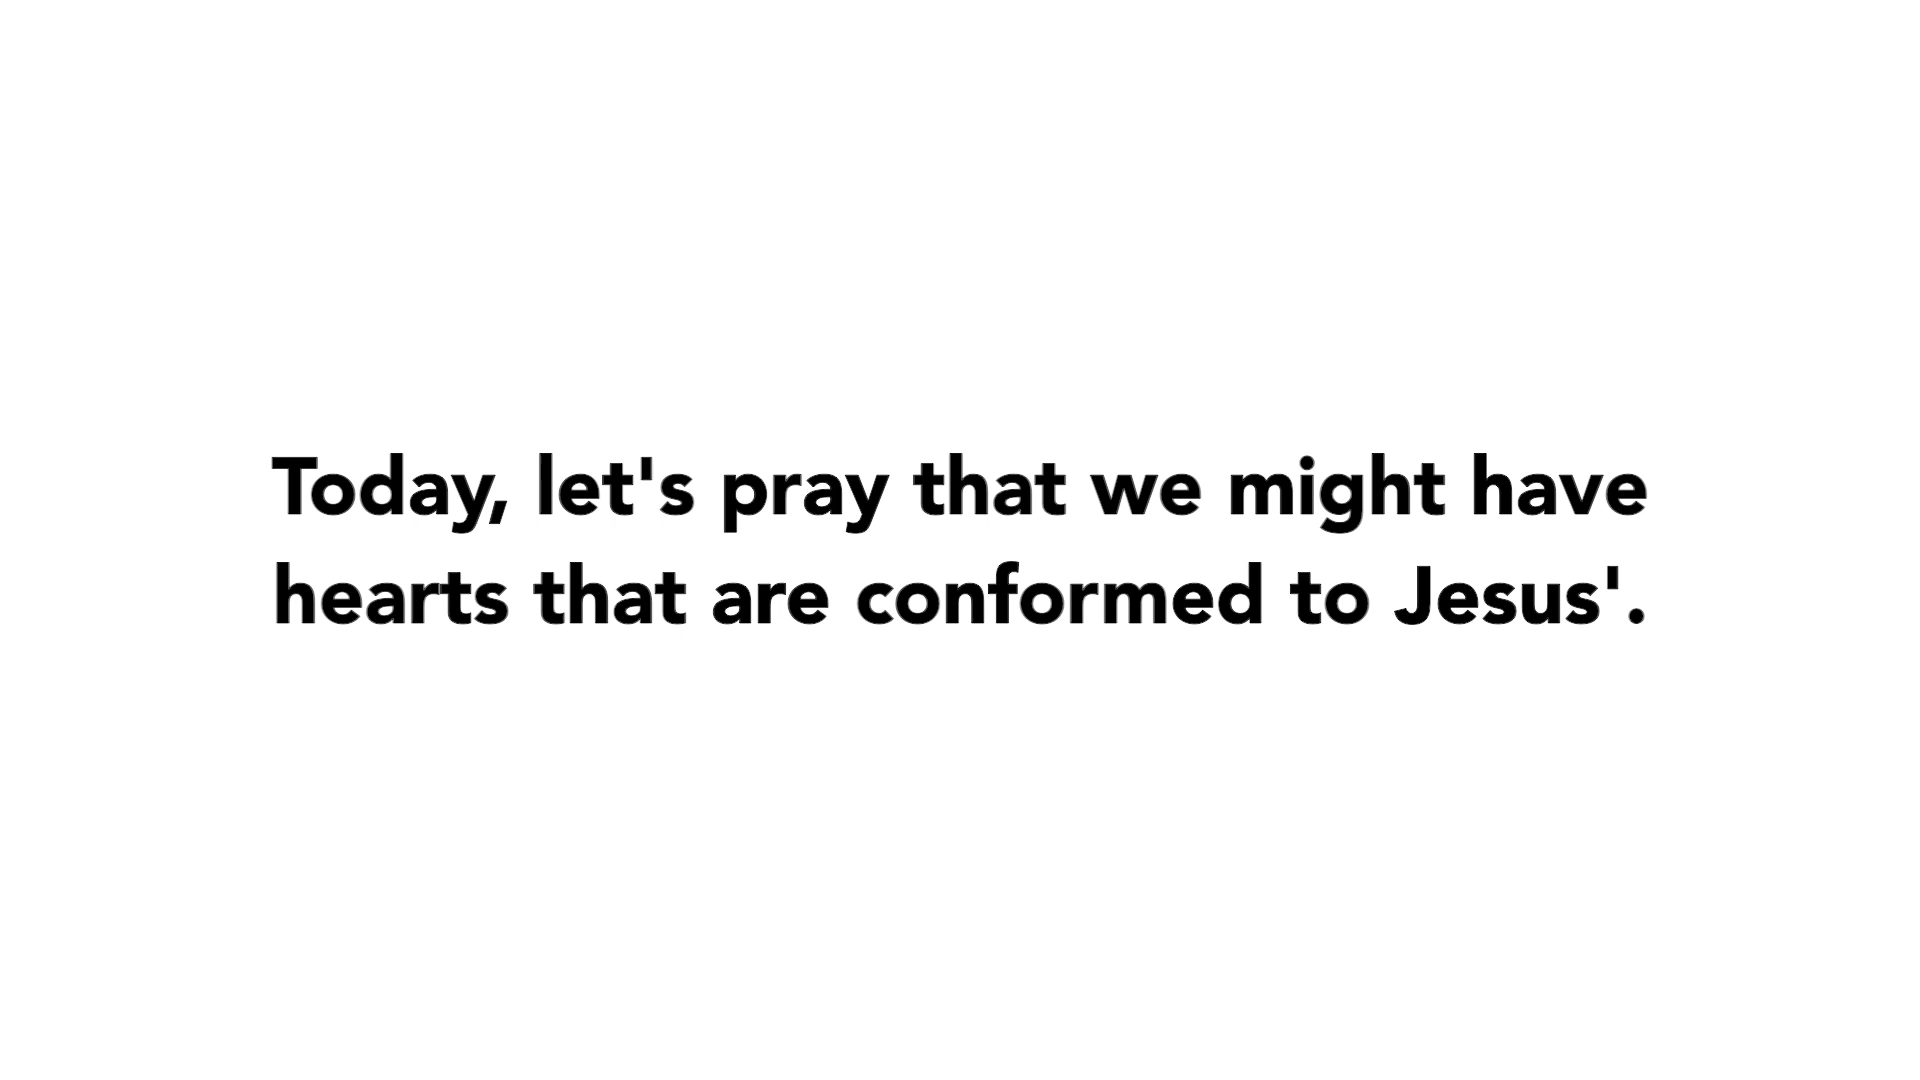 Today, let's pray that we might have
hearts that are conformed to Jesus'.